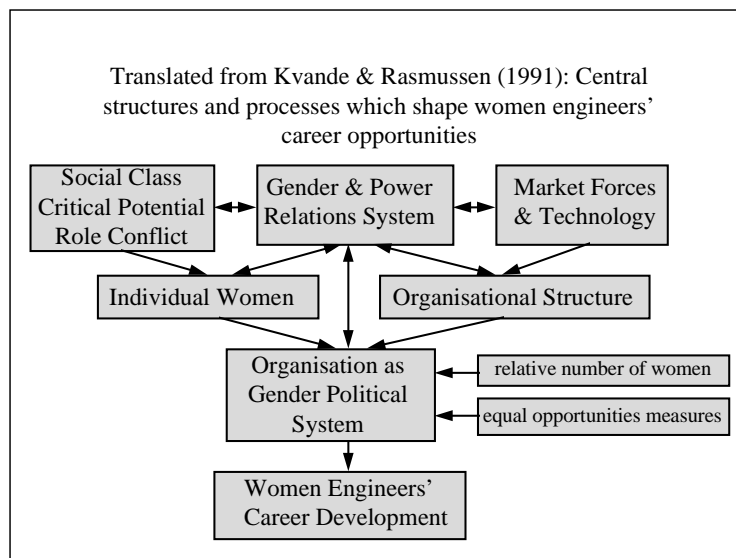 Translated from Kvande & Rasmussen (1991): Central
structures and processes which shape women engineers’
career opportunities
Social Class
Critical Potential
Role Conflict
Gender & Power
Relations System
Market Forces
& Technology
Individual Women
Organisational Structure
Organisation as
Gender Political
System
relative number of women
equal opportunities measures
Women Engineers’
Career Development